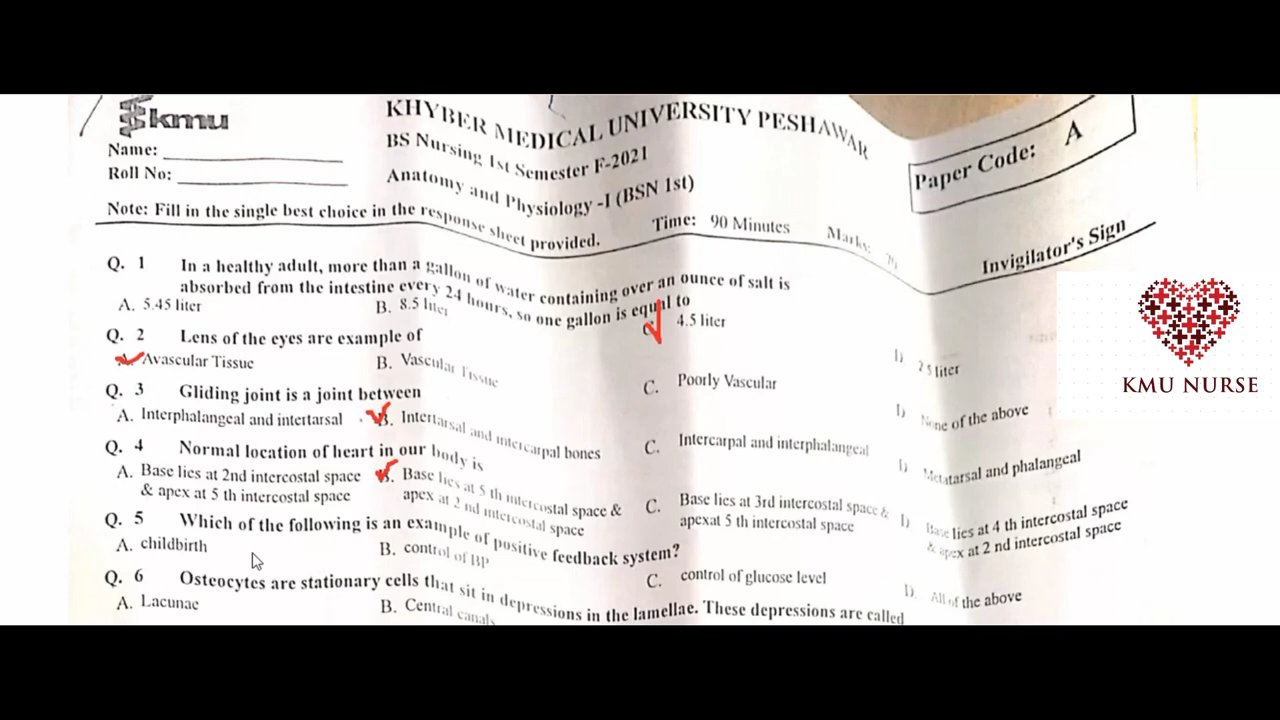 kmu
KHYBER MEDICAL UNIVERSITY PESHAWAR
BS Nursing 1st Semester F-2021
Anatomy and Physiology -I (BSN 1st)
Paper Code: A
Name:
Roll No:
Note: Fill in the single best choice in the response sheet provided.
Time: 90 Minutes
Marks: 70
Invigilator's Sign
Q. 1 In a healthy adult, more than a gallon of water containing over an ounce of salt is
absorbed from the intestine every 24 hours, so one gallon is equal to
A. 5.45 liter B. 8.5 liter 4.5 liter D liter
Q. 2 Lens of the eyes are example of
Avascular Tissue B. Vascular Tissue C. Poorly Vascular D None of the above
Q. 3 Gliding joint is a joint between
A. Interphalangeal and intertarsal B. Intertarsal and intercarpal bones C. Intercarpal and interphalangeal D Metatarsal and phalangeal
Q. 4 Normal location of heart in our body is
A. Base lies at 2nd intercostal space B. Base lies at 5 th intercostal space & C. Base lies at 3rd intercostal space & D Base lies at 4 th intercostal space
& apex at 5 th intercostal space apex at 2 nd intercostal space apexat 5 th intercostal space & apex at 2 nd intercostal space
Q. 5 Which of the following is an example of positive feedback system?
A. childbirth B. control of BP C. control of glucose level D. All of the above
Q. 6 Osteocytes are stationary cells that sit in depressions in the lamellae. These depressions are called
A. Lacunae B. Central canals
KMU NURSE